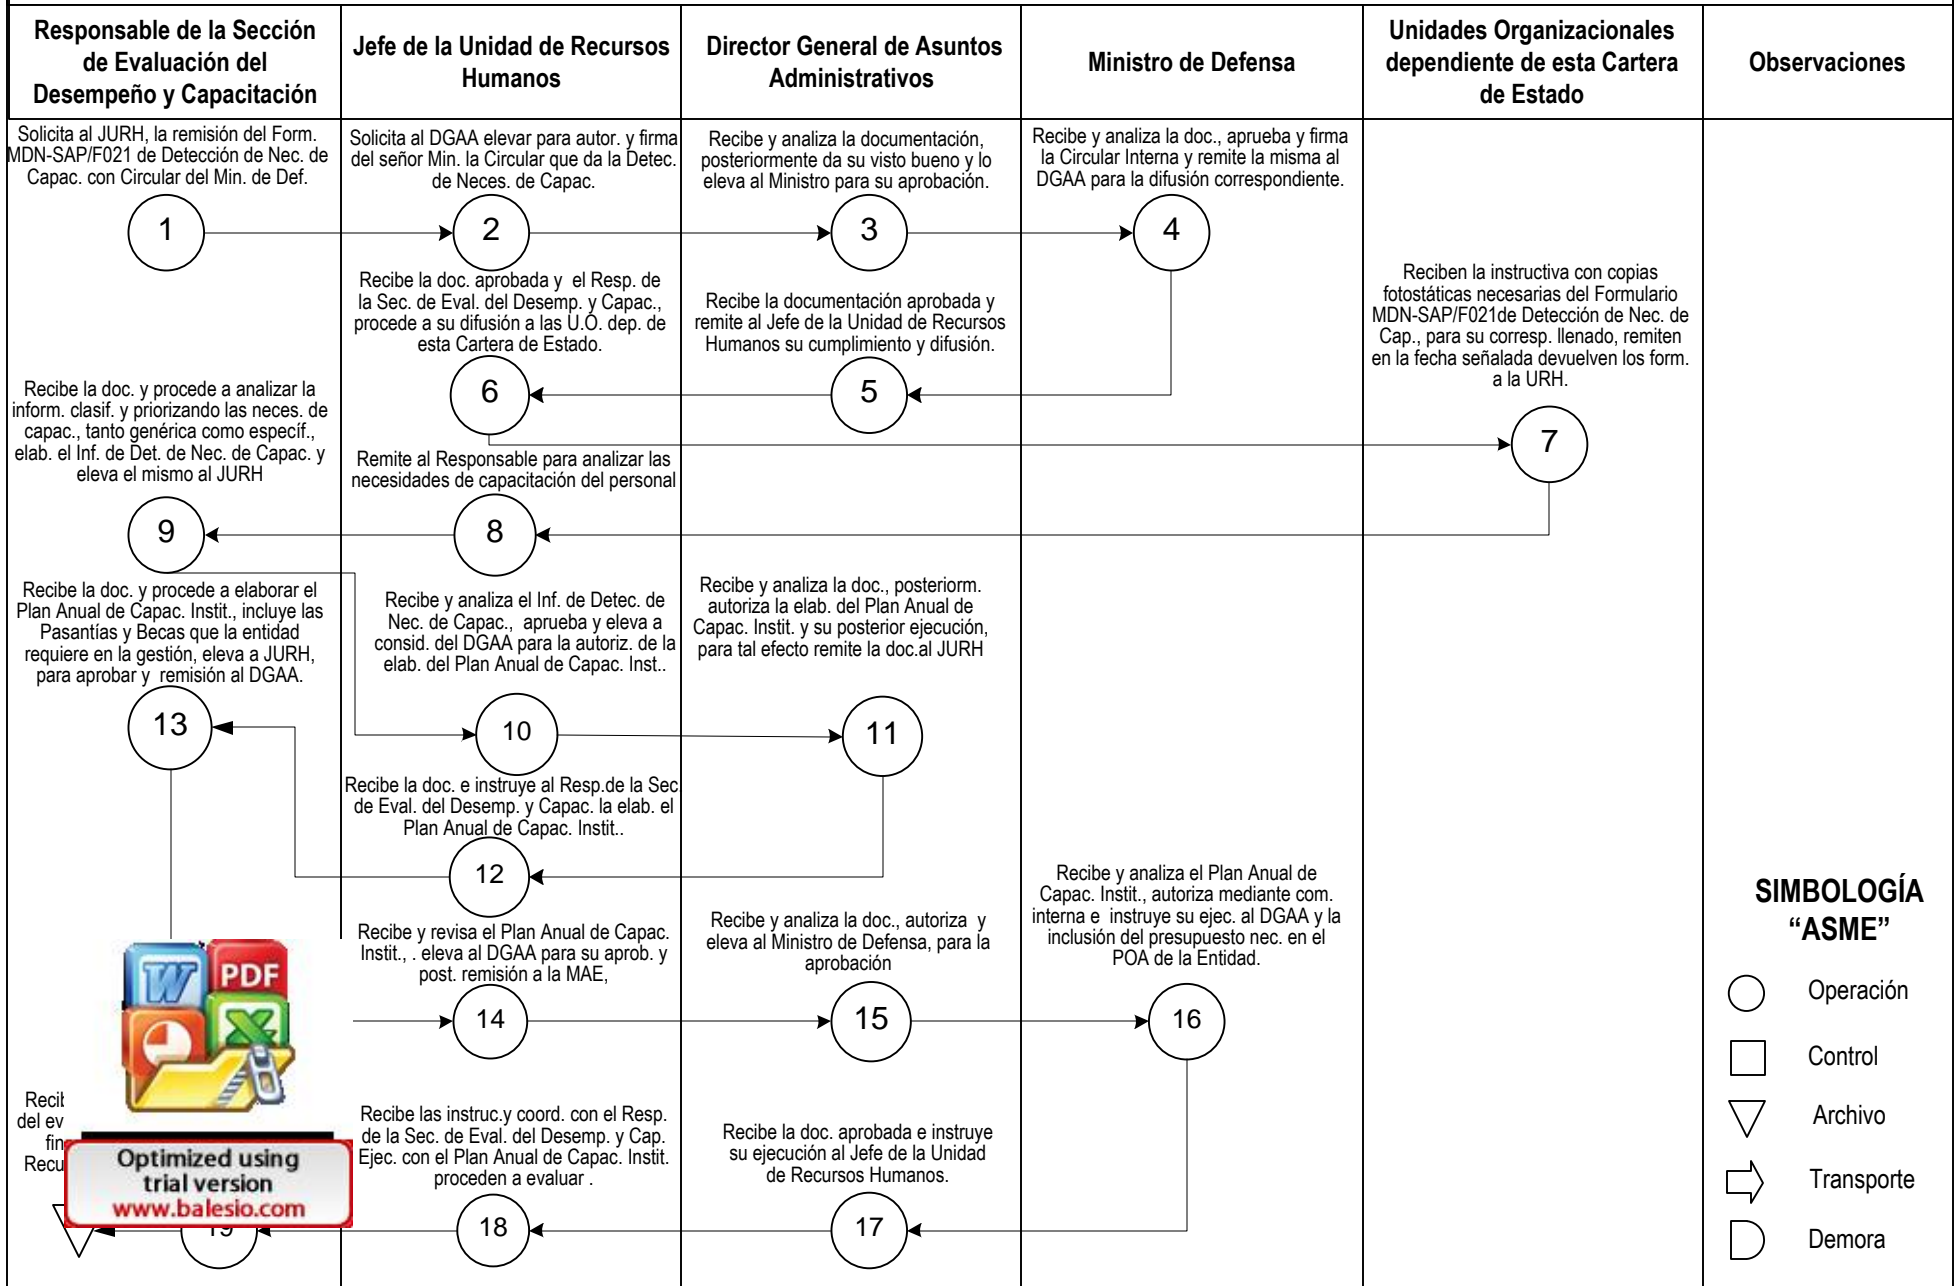 Responsable de la Sección
de Evaluación del
Desempeño y Capacitación
Jefe de la Unidad de Recursos
Humanos
Director General de Asuntos
Administrativos
Ministro de Defensa
Unidades Organizacionales
dependiente de esta Cartera
de Estado
Observaciones
Solicita al JURH, la remisión del Form.
MDN-SAP/F021 de Detección de Nec. de
Capac. con Circular del Min. de Def.
1
Solicita al DGAA elevar para autor. y firma
del señor Min. la Circular que da la Detec.
de Neces. de Capac.
2
Recibe y analiza la documentación,
posteriormente da su visto bueno y lo
eleva al Ministro para su aprobación.
3
Recibe y analiza la doc., aprueba y firma
la Circular Interna y remite la misma al
DGAA para la difusión correspondiente.
4
Recibe la documentación aprobada y
remite al Jefe de la Unidad de Recursos
Humanos su cumplimiento y difusión.
5
Recibe la doc. aprobada y el Resp. de
la Sec. de Eval. del Desemp. y Capac.,
procede a su difusión a las U.O. dep. de
esta Cartera de Estado.
6
Reciben la instructiva con copias
fotostáticas necesarias del Formulario
MDN-SAP/F021de Detección de Nec. de
Cap., para su corresp. llenado, remiten
en la fecha señalada devuelven los form.
a la URH.
7
Remite al Responsable para analizar las
necesidades de capacitación del personal
8
Recibe la doc. y procede a analizar la
inform. clasif. y priorizando las neces. de
capac., tanto genérica como específ.,
elab. el Inf. de Det. de Nec. de Capac. y
eleva el mismo al JURH
9
Recibe y analiza el Inf. de Detec. de
Nec. de Capac., aprueba y eleva a
consid. del DGAA para la autoriz. de la
elab. del Plan Anual de Capac. Inst..
10
Recibe y analiza la doc., posteriorm.
autoriza la elab. del Plan Anual de
Capac. Instit. y su posterior ejecución,
para tal efecto remite la doc.al JURH
11
Recibe la doc. e instruye al Resp.de la Sec
de Eval. del Desemp. y Capac. la elab. el
Plan Anual de Capac. Instit..
12
Recibe la doc. y procede a elaborar el
Plan Anual de Capac. Instit., incluye las
Pasantías y Becas que la entidad
requiere en la gestión, eleva a JURH,
para aprobar y remisión al DGAA.
13
Recibe y revisa el Plan Anual de Capac.
Instit., . eleva al DGAA para su aprob. y
post. remisión a la MAE,
14
Recibe y analiza la doc., autoriza y
eleva al Ministro de Defensa, para la
aprobación
15
Recibe y analiza el Plan Anual de
Capac. Instit., autoriza mediante com.
interna e instruye su ejec. al DGAA y la
inclusión del presupuesto nec. en el
POA de la Entidad.
16
Recibe la doc. aprobada e instruye
su ejecución al Jefe de la Unidad
de Recursos Humanos.
17
Recibe las instruc.y coord. con el Resp.
de la Sec. de Eval. del Desemp. y Cap.
Ejec. con el Plan Anual de Capac. Instit.
proceden a evaluar .
18
del ev
fin
Recu
19
W PDF
X
Optimized using
trial version
www.balesio.com
SIMBOLOGÍA
“ASME”
Operación
Control
Archivo
Transporte
Demora